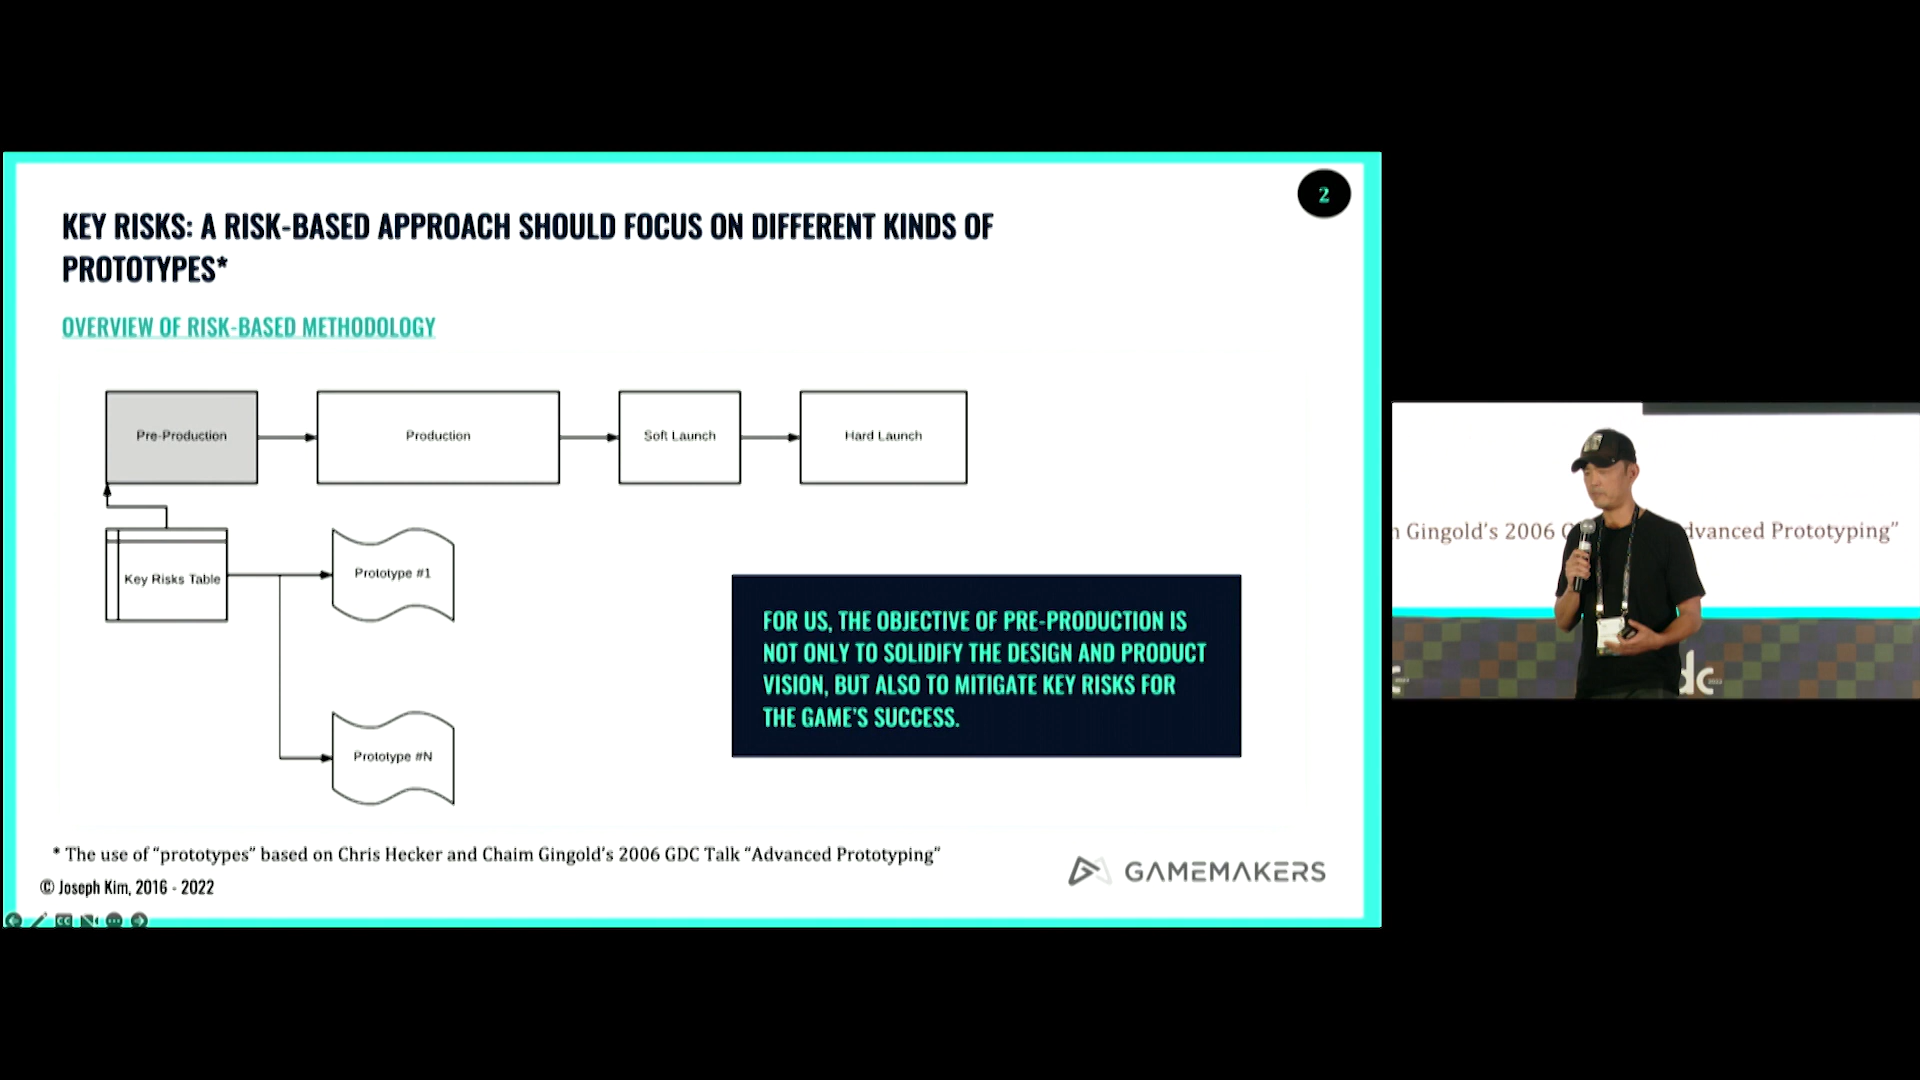 2
KEY RISKS: A RISK-BASED APPROACH SHOULD FOCUS ON DIFFERENT KINDS OF
PROTOTYPES*
OVERVIEW OF RISK-BASED METHODOLOGY
Pre-Production
Production
Soft Launch
Hard Launch
Key Risks Table
Prototype #1
Prototype #N
FOR US, THE OBJECTIVE OF PRE-PRODUCTION IS
NOT ONLY TO SOLIDIFY THE DESIGN AND PRODUCT
VISION, BUT ALSO TO MITIGATE KEY RISKS FOR
THE GAME'S SUCCESS.
* The use of “prototypes” based on Chris Hecker and Chaim Gingold’s 2006 GDC Talk “Advanced Prototyping”
© Joseph Kim, 2016 - 2022
GAMEMAKERS
CC
Gingold’s 2006
dvanced Prototyping”
dc